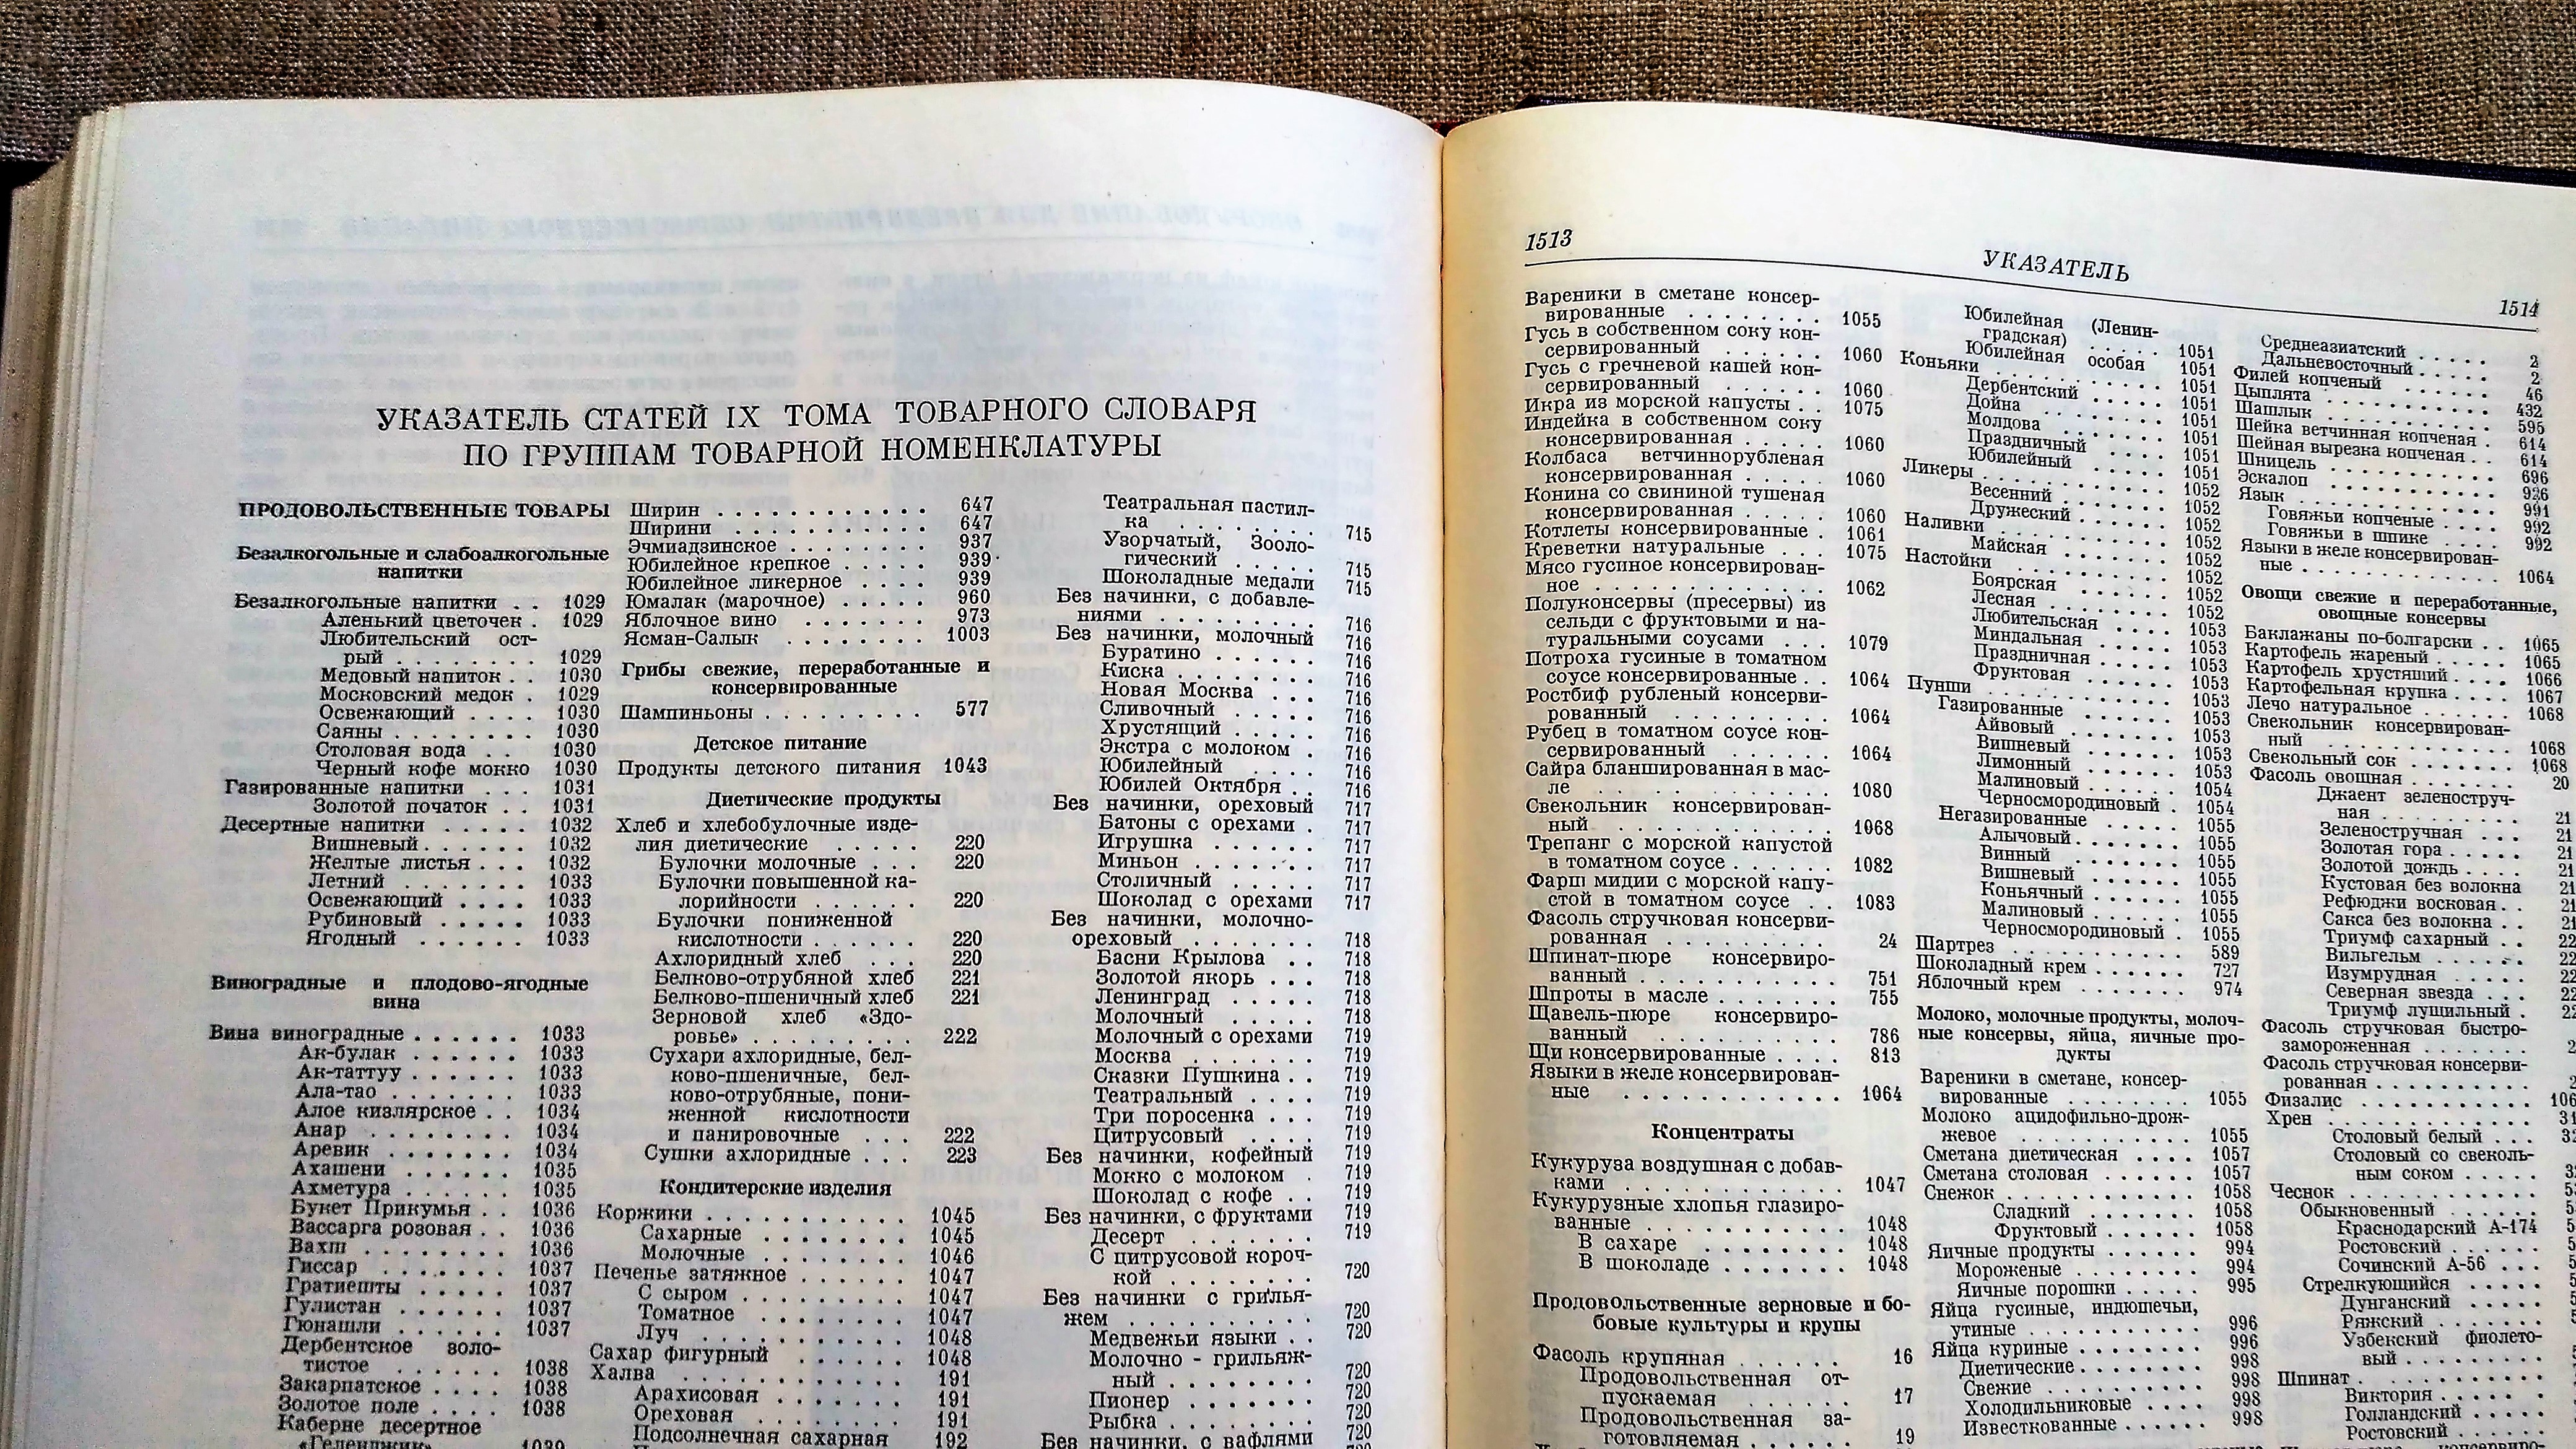 УКАЗАТЕЛЬ СТАТЕЙ IX ТОМА ТОВАРНОГО СЛОВАРЯ
ПО ГРУППАМ ТОВАРНОЙ НОМЕНКЛАТУРЫ
ПРОДОВОЛЬСТВЕННЫЕ ТОВАРЫ
Безалкогольные и слабоалкогольные
напитки
Безалкогольные напитки . . 1029
Аленький цветочек . 1029
Любительский ост-
рый . . . . . . . . 1029
Медовый напиток . . 1030
Московский медок . 1029
Освежающий . . . . 1030
Саяны . . . . . . . 1030
Столовая вода . . 1030
Черный кофе мокко 1030
Газированные напитки . . . 1031
Золотой початок . . 1031
Десертные напитки . . . . . 1032
Вишневый . . . . . . 1032
Желтые листья . . . 1032
Летний . . . . . . . 1033
Освежающий . . . . 1033
Рубиновый . . . . . 1033
Ягодный . . . . . . 1033
Виноградные и плодово-ягодные
вина
Вина виноградные . . . . . . 1033
Ак-булак . . . . . . 1033
Ак-таттуу . . . . . . 1033
Ала-тао . . . . . . . 1033
Алое кизлярское . . 1034
Анар . . . . . . . . 1034
Аревик . . . . . . . 1034
Ахашени . . . . . . 1035
Ахметура . . . . . . 1035
Букет Прикумья . . 1036
Вассарга розовая . . 1036
Вахш . . . . . . . . 1036
Гиссар . . . . . . . 1037
Гратиешты . . . . . 1037
Гулистан . . . . . . 1037
Гюнашли . . . . . . 1037
Дербентское золо-
тистое . . . . . . 1038
Закарпатское . . . . 1038
Золотое поле . . . . 1038
Каберне десертное
«Геленджик» 1039
Ширин . . . . . . . . . . . . 647
Ширини . . . . . . . . . . . 647
Эчмиадзинское . . . . . . . . 937
Юбилейное крепкое . . . . . 939
Юбилейное ликерное . . . . 939
Юмалак (марочное) . . . . . 960
Яблочное вино . . . . . . . 973
Ясман-Салык . . . . . . . . 1003
Грибы свежие, переработанные и
консервированные
Шампиньоны . . . . . . . . . 577
Детское питание
Продукты детского питания 1043
Диетические продукты
Хлеб и хлебобулочные изде-
лия диетические . . . . . 220
Булочки молочные . . . 220
Булочки повышенной ка-
лорийности . . . . . . 220
Булочки пониженной
кислотности . . . . . . 220
Ахлоридный хлеб . . . 220
Белково-отрубяной хлеб 221
Белково-пшеничный хлеб 221
Зерновой хлеб «Здо-
ровье» . . . . . . . . . 222
Сухари ахлоридные, бел-
ково-пшеничные, бел-
ково-отрубяные, пони-
женной кислотности
и панировочные . . . 222
Сушки ахлоридные . . . 223
Кондитерские изделия
Коржики . . . . . . . . . . . 1045
Сахарные . . . . . . . . 1045
Молочные . . . . . . . . 1046
Печенье затяжное . . . . . . 1047
С сыром . . . . . . . . . 1047
Томатное . . . . . . . . 1047
Луч . . . . . . . . . . . 1048
Сахар фигурный . . . . . . 1048
Халва . . . . . . . . . . . . 191
Арахисовая . . . . . . . 191
Ореховая . . . . . . . . 191
Подсолнечная сахарная 192
Театральная пастил-
ка . . . . . . . . 715
Узорчатый, Зооло-
гический . . . . . 715
Шоколадные медали 715
Без начинки, с добавле-
ниями . . . . . . . . . 716
Без начинки, молочный 716
Буратино . . . . . . 716
Киска . . . . . . . . 716
Новая Москва . . . 716
Сливочный . . . . . 716
Хрустящий . . . . . 716
Экстра с молоком . 716
Юбилейный . . . . 716
Юбилей Октября . . 716
Без начинки, ореховый 717
Батоны с орехами . 717
Игрушка . . . . . . 717
Миньон . . . . . . . 717
Столичный . . . . . 717
Шоколад с орехами 717
Без начинки, молочно-
ореховый . . . . . . . 718
Басни Крылова . . 718
Золотой якорь . . . 718
Ленинград . . . . . 718
Молочный . . . . . 718
Молочный с орехами 719
Москва . . . . . . . 719
Сказки Пушкина . . 719
Театральный . . . . 719
Три поросенка . . . 719
Цитрусовый . . . . 719
Без начинки, кофейный 719
Мокко с молоком . 719
Шоколад с кофе . . 719
Без начинки, с фруктами 719
Десерт . . . . . . . 719
С цитрусовой короч-
кой . . . . . . . . 720
Без начинки с грилья-
жем . . . . . . . . . . 720
Медвежьи языки . . 720
Молочно - грильяж-
ный . . . . . . . . 720
Пионер . . . . . . . 720
Рыбка . . . . . . . . 720
Без начинки, с вафлями
1513
УКАЗАТЕЛЬ
1514
Вареники в сметане консер-
вированные . . . . . . . . 1055
Гусь в собственном соку кон-
сервированный . . . . . . 1060
Гусь с гречневой кашей кон-
сервированный . . . . . . 1060
Икра из морской капусты . . 1075
Индейка в собственном соку
консервированная . . . . . 1060
Колбаса ветчиннорубленая
консервированная . . . . . 1060
Конина со свининой тушеная
консервированная . . . . . 1060
Котлеты консервированные . 1061
Креветки натуральные . . . 1075
Мясо гусиное консервирован-
ное . . . . . . . . . . . . 1062
Полуконсервы (пресервы) из
сельди с фруктовыми и на-
туральными соусами . . . 1079
Потроха гусиные в томатном
соусе консервированные . . 1064
Ростбиф рубленый консерви-
рованный . . . . . . . . . 1064
Рубец в томатном соусе кон-
сервированный . . . . . . 1064
Сайра бланшированная в мас-
ле . . . . . . . . . . . . 1080
Свекольник консервирован-
ный . . . . . . . . . . . . 1068
Трепанг с морской капустой
в томатном соусе . . . . . . 1082
Фарш мидии с морской капу-
стой в томатном соусе . . 1083
Фасоль стручковая консерви-
рованная . . . . . . . . . 24
Шпинат-пюре консервиро-
ванный . . . . . . . . . . 751
Шпроты в масле . . . . . . . 755
Щавель-пюре консервиро-
ванный . . . . . . . . . . 786
Щи консервированные . . . . 813
Языки в желе консервирован-
ные . . . . . . . . . . . . 1064
Концентраты
Кукуруза воздушная с добав-
ками . . . . . . . . . . . 1047
Кукурузные хлопья глазиро-
ванные . . . . . . . . . . 1048
В сахаре . . . . . . . . 1048
В шоколаде . . . . . . . 1048
Продовольственные зерновые и бо-
бовые культуры и крупы
Фасоль крупяная . . . . . . 16
Продовольственная от-
пускаемая . . . . . . 17
Продовольственная за-
готовляемая . . . . . . 19
Юбилейная (Ленин-
градская) . . . . . 1051
Юбилейная особая 1051
Коньяки . . . . . . . . . . . 1051
Дербентский . . . . . 1051
Дойна . . . . . . . . 1051
Молдова . . . . . . . 1051
Праздничный . . . . 1051
Юбилейный . . . . . 1051
Ликеры . . . . . . . . . . . 1052
Весенний . . . . . . 1052
Дружеский . . . . . . 1052
Наливки . . . . . . . . . . . 1052
Майская . . . . . . . 1052
Настойки . . . . . . . . . . 1052
Боярская . . . . . . 1052
Лесная . . . . . . . . 1052
Любительская . . . . 1053
Миндальная . . . . . 1053
Праздничная . . . . . 1053
Фруктовая . . . . . . 1053
Пунши . . . . . . . . . . . . 1053
Газированные . . . . . . 1053
Айвовый . . . . . . 1053
Вишневый . . . . . . 1053
Лимонный . . . . . . 1053
Малиновый . . . . . 1054
Черносмородиновый . 1054
Негазированные . . . . . 1055
Алычовый . . . . . . 1055
Винный . . . . . . . 1055
Вишневый . . . . . . 1055
Коньячный . . . . . 1055
Малиновый . . . . . 1055
Черносмородиновый . 1055
Шартрез . . . . . . . . . . . 589
Шоколадный крем . . . . . . 727
Яблочный крем . . . . . . . 974
Молоко, молочные продукты, молоч-
ные консервы, яйца, яичные про-
дукты
Вареники в сметане, консер-
вированные . . . . . . . . 1055
Молоко ацидофильно-дрож-
жевое . . . . . . . . . . . 1055
Сметана диетическая . . . . 1057
Сметана столовая . . . . . . 1057
Снежок . . . . . . . . . . . . 1058
Сладкий . . . . . . . 1058
Фруктовый . . . . . . 1058
Яичные продукты . . . . . . 994
Мороженые . . . . . . . . 994
Яичные порошки . . . . . 995
Яйца гусиные, индюшечьи,
утиные . . . . . . . . . . 996
Яйца куриные . . . . . . . . 996
Диетические . . . . . . . . 998
Свежие . . . . . . . . . . 998
Холодильниковые . . . . 998
Известкованные . . . . . 998
Среднеазиатский . . . . . 2
Дальневосточный . . . . . 2
Филей копченый . . . . . . 46
Цыплята . . . . . . . . . . . 432
Шашлык . . . . . . . . . . . 595
Шейка ветчинная копченая . 614
Шейная вырезка копченая . . 614
Шницель . . . . . . . . . . . 696
Эскалоп . . . . . . . . . . . 926
Язык . . . . . . . . . . . . . 991
Говяжьи копченые . . . . 992
Говяжьи в шпике . . . . 992
Языки в желе консервирован-
ные . . . . . . . . . . . . 1064
Овощи свежие и переработанные,
овощные консервы
Баклажаны по-болгарски . . 1065
Картофель жареный . . . . . 1065
Картофель хрустящий . . . . 1066
Картофельная крупка . . . . 1067
Лечо натуральное . . . . . . 1068
Свекольник консервирован-
ный . . . . . . . . . . . . 1068
Свекольный сок . . . . . . . 1068
Фасоль овощная . . . . . . . 20
Джаент зеленоструч-
ная . . . . . . . . . 21
Зеленостручная . . . 21
Золотая гора . . . . . 21
Золотой дождь . . . . 21
Кустовая без волокна 21
Рефюджи восковая . . 21
Сакса без волокна . . 21
Триумф сахарный . . 22
Вильгельм . . . . . . 22
Изумрудная . . . . . 22
Северная звезда . . . 22
Триумф лущильный .
Фасоль стручковая быстро-
замороженная . . . . . . .
Фасоль стручковая консерви-
рованная . . . . . . . . . .
Физалис . . . . . . . . . . .
Хрен . . . . . . . . . . . . .
Столовый белый . . .
Столовый со свеколь-
ным соком . . . . .
Чеснок . . . . . . . . . . . .
Обыкновенный . . . . . .
Краснодарский А-174
Ростовский . . . . .
Сочинский А-56 . . .
Стрелкующийся . . . . .
Дунганский . . . . .
Ряжский . . . . . . .
Узбекский фиолето-
вый . . . . . . . . .
Шпинат . . . . . . . . . . . .
Виктория . . . . . .
Голландский . . . . .
Ростовский . . . . .